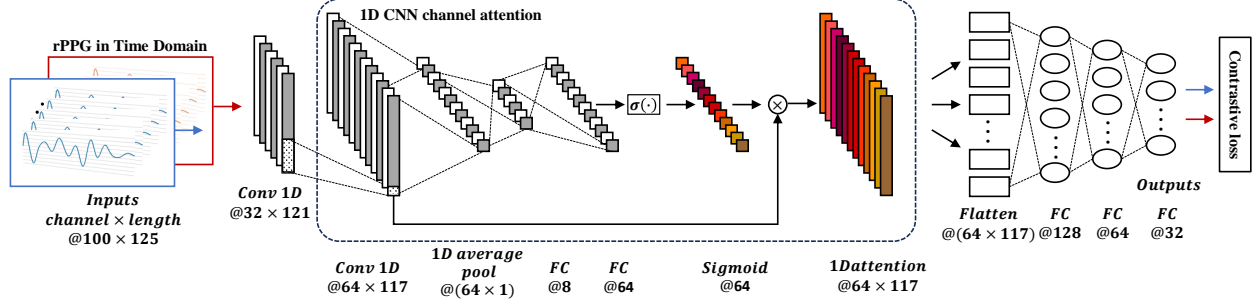 1D CNN channel attention
rPPG in Time Domain
σ(·)
Contrastive loss
Inputs
channel × length
@100 × 125
Conv 1D
@32 × 121
Conv 1D
@64 × 117
1D average
pool
@(64 × 1)
FC
@8
FC
@64
Sigmoid
@64
1Dattention
@64 × 117
Flatten
@(64 × 117)
FC
@128
FC
@64
Outputs
FC
@32